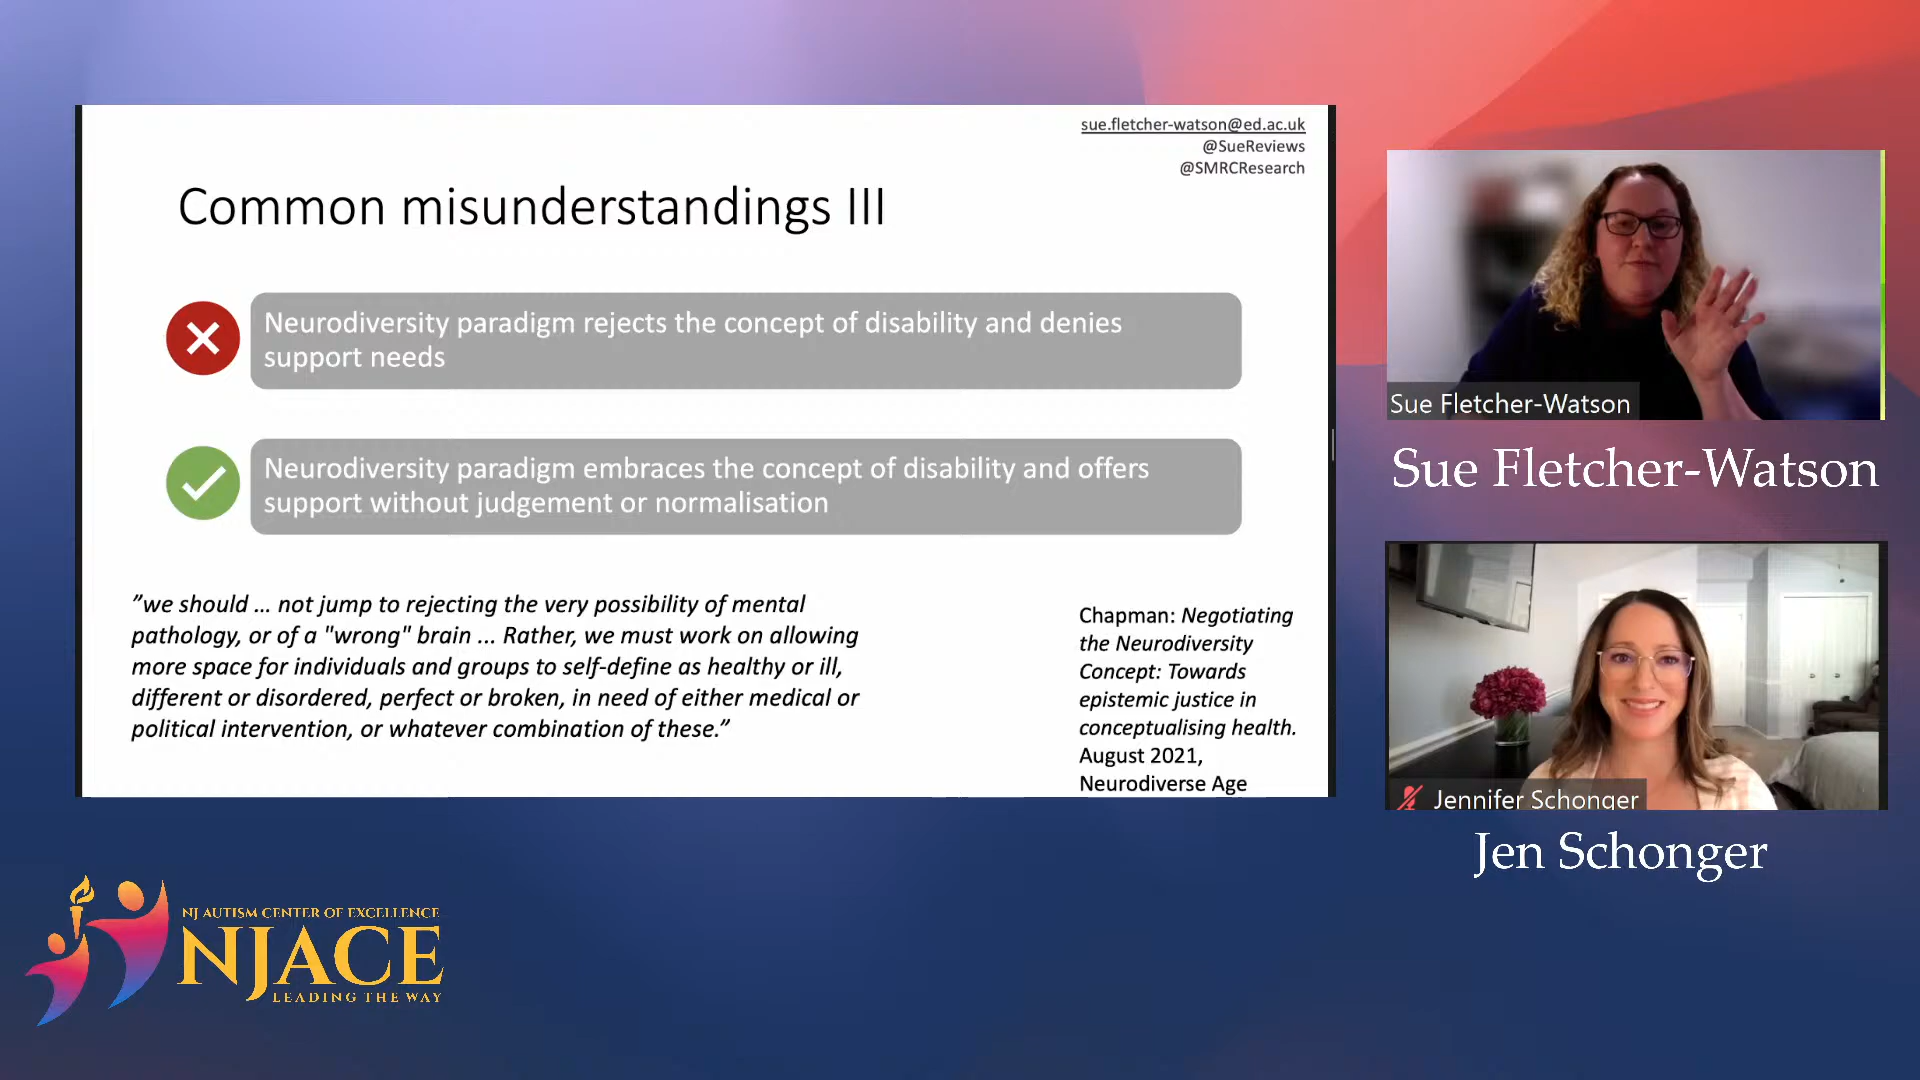 sue.fletcher-watson@ed.ac.uk
@SueReviews
@SMRCResearch
Common misunderstandings III
Neurodiversity paradigm rejects the concept of disability and denies
support needs
Neurodiversity paradigm embraces the concept of disability and offers
support without judgement or normalisation
”we should ... not jump to rejecting the very possibility of mental
pathology, or of a "wrong" brain ... Rather, we must work on allowing
more space for individuals and groups to self-define as healthy or ill,
different or disordered, perfect or broken, in need of either medical or
political intervention, or whatever combination of these.”
Chapman: Negotiating
the Neurodiversity
Concept: Towards
epistemic justice in
conceptualising health.
August 2021,
Neurodiverse Age
Sue Fletcher-Watson
Sue Fletcher-Watson
Jennifer Schonger
Jen Schonger
NJ AUTISM CENTER OF EXCELLENCE
NJACE
LEADING THE WAY